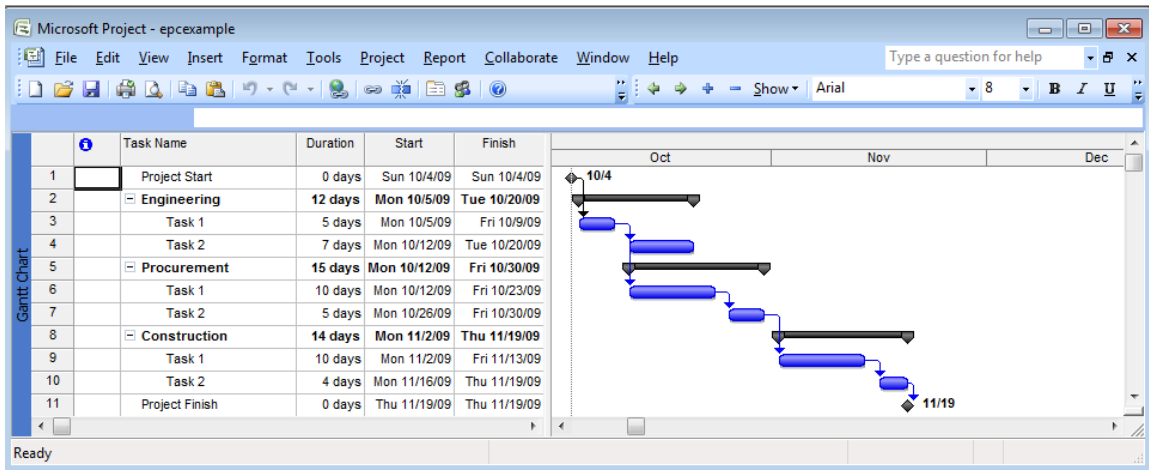 Microsoft Project - epcexample
File Edit View Insert Format Tools Project Report Collaborate Window Help Type a question for help
Show Arial 8 B I U
Task Name Duration Start Finish Oct Nov Dec
1 Project Start 0 days Sun 10/4/09 Sun 10/4/09 10/4
2 Engineering 12 days Mon 10/5/09 Tue 10/20/09
3 Task 1 5 days Mon 10/5/09 Fri 10/9/09
4 Task 2 7 days Mon 10/12/09 Tue 10/20/09
5 Procurement 15 days Mon 10/12/09 Fri 10/30/09
6 Task 1 10 days Mon 10/12/09 Fri 10/23/09
7 Task 2 5 days Mon 10/26/09 Fri 10/30/09
8 Construction 14 days Mon 11/2/09 Thu 11/19/09
9 Task 1 10 days Mon 11/2/09 Fri 11/13/09
10 Task 2 4 days Mon 11/16/09 Thu 11/19/09
11 Project Finish 0 days Thu 11/19/09 Thu 11/19/09 11/19
Gantt Chart
Ready